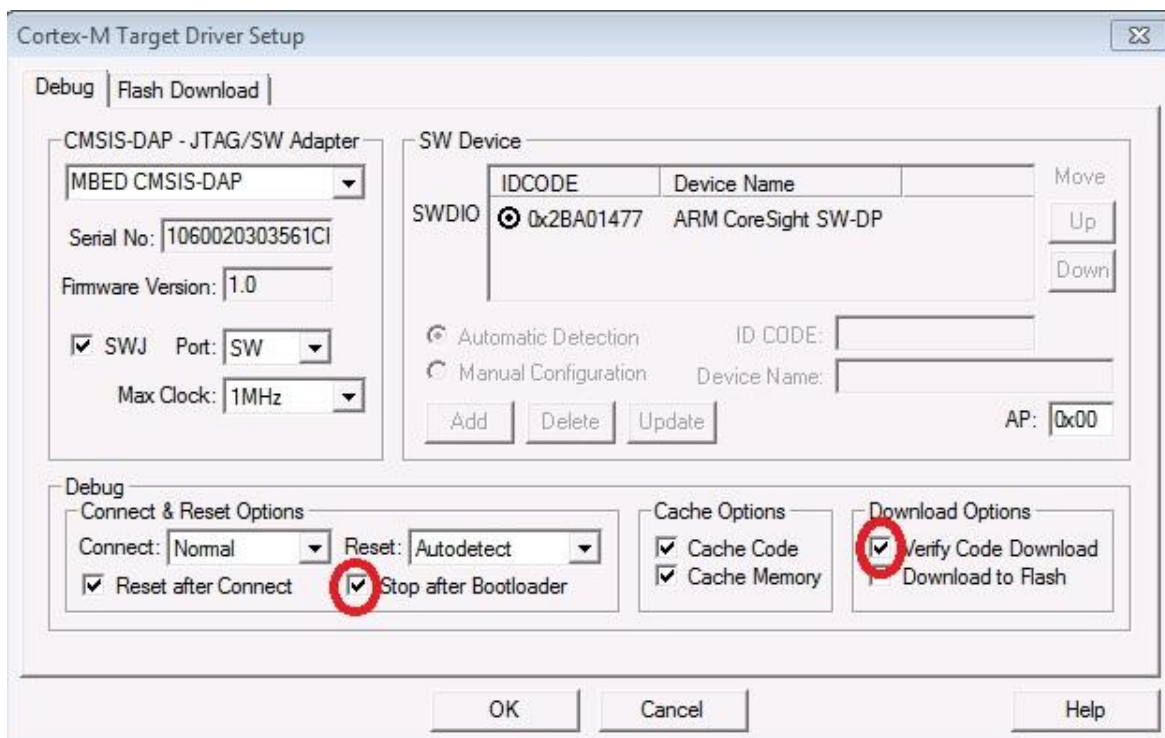 Cortex-M Target Driver Setup
Debug
Flash Download
CMSIS-DAP - JTAG/SW Adapter
MBED CMSIS-DAP
Serial No: 1060020303561CI
Firmware Version: 1.0
SWJ Port: SW
Max Clock: 1MHz
SW Device
IDCODE Device Name
SWDIO 0x2BA01477 ARM CoreSight SW-DP
Move
Up
Down
Automatic Detection ID CODE:
Manual Configuration Device Name:
Add Delete Update AP: 0x00
Debug
Connect & Reset Options
Connect: Normal Reset: Autodetect
Reset after Connect Stop after Bootloader
Cache Options
Cache Code
Cache Memory
Download Options
Verify Code Download
Download to Flash
OK Cancel Help